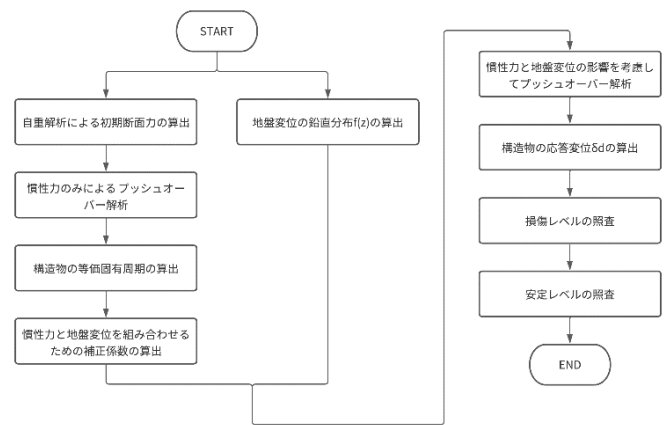 START
自重解析による初期断面力の算出
地盤変位の鉛直分布f(z)の算出
慣性力のみによる プッシュオー
バー解析
構造物の等価固有周期の算出
慣性力と地盤変位を組み合わせる
ための補正係数の算出
慣性力と地盤変位の影響を考慮し
てプッシュオーバー解析
構造物の応答変位δdの算出
損傷レベルの照査
安定レベルの照査
END